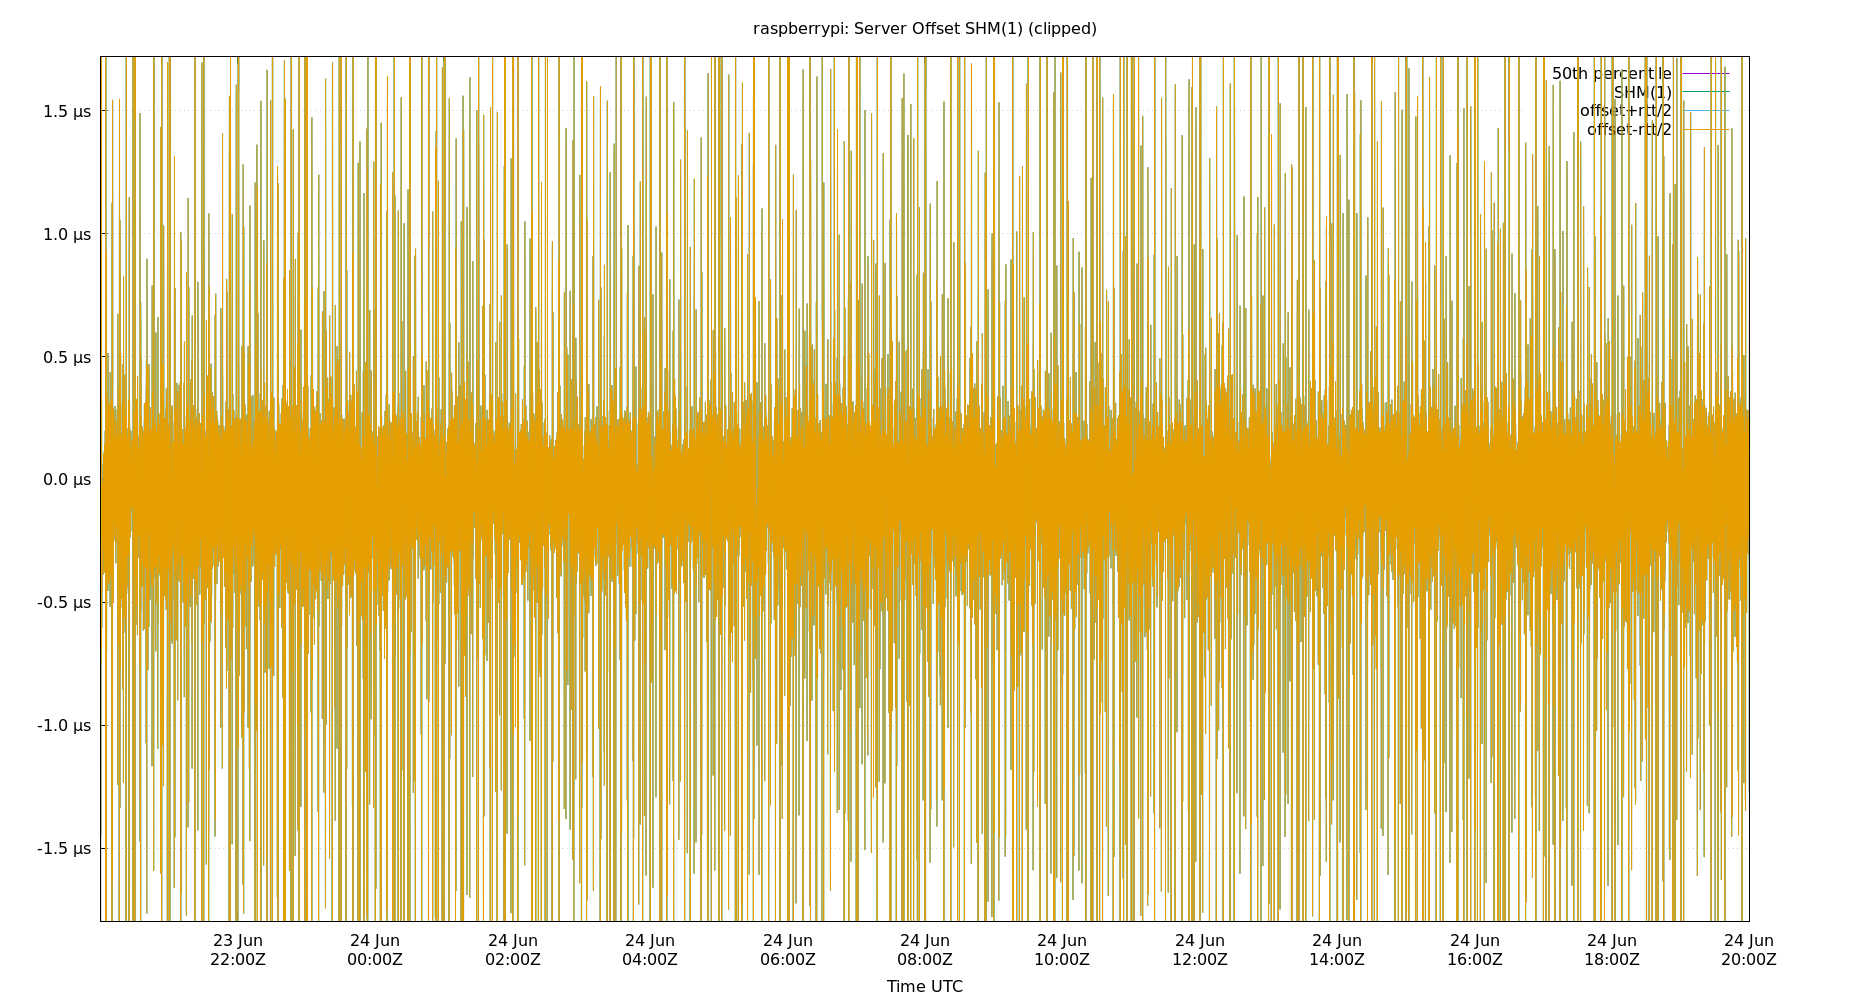 raspberrypi: Server Offset SHM(1) (clipped)
50th percentile
SHM(1)
offset+rtt/2
offset-rtt/2
1.5 µs
1.0 µs
0.5 µs
0.0 µs
-0.5 µs
-1.0 µs
-1.5 µs
23 Jun 24 Jun 24 Jun 24 Jun 24 Jun 24 Jun 24 Jun 24 Jun 24 Jun 24 Jun 24 Jun 24 Jun
22:00Z 00:00Z 02:00Z 04:00Z 06:00Z 08:00Z 10:00Z 12:00Z 14:00Z 16:00Z 18:00Z 20:00Z
Time UTC